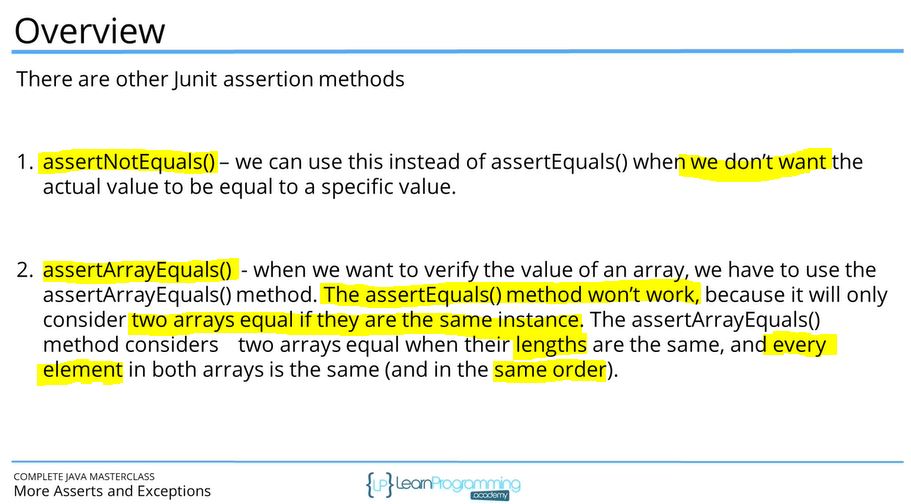 Overview
There are other Junit assertion methods
1. assertNotEquals() – we can use this instead of assertEquals() when we don't want the
actual value to be equal to a specific value.
2. assertArrayEquals() - when we want to verify the value of an array, we have to use the
assertArrayEquals() method. The assertEquals() method won't work, because it will only
consider two arrays equal if they are the same instance. The assertArrayEquals()
method considers two arrays equal when their lengths are the same, and every
element in both arrays is the same (and in the same order).
COMPLETE JAVA MASTERCLASS
More Asserts and Exceptions
{LP} LearnProgramming
academy